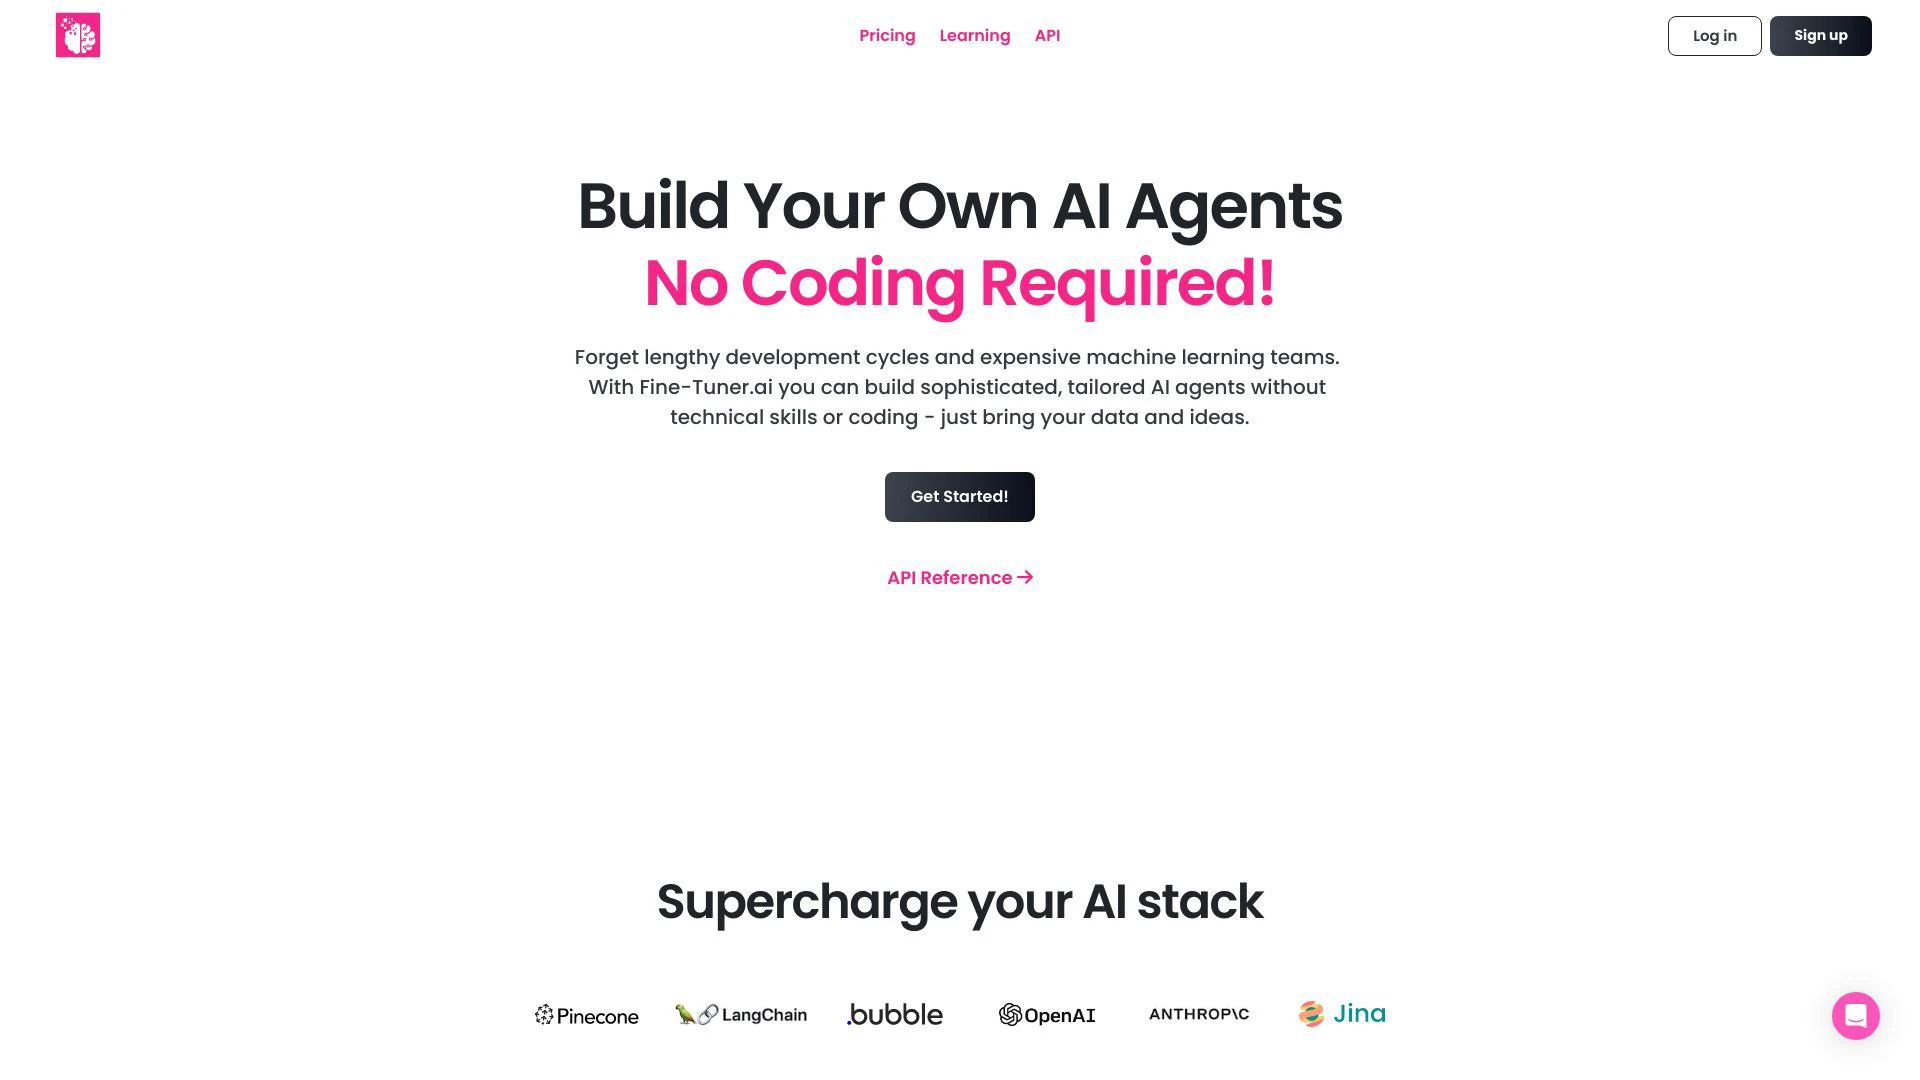 Pricing
Learning
API
Log in
Sign up
Build Your Own AI Agents
No Coding Required!
Forget lengthy development cycles and expensive machine learning teams.
With Fine-Tuner.ai you can build sophisticated, tailored AI agents without
technical skills or coding - just bring your data and ideas.
Get Started!
API Reference →
Supercharge your AI stack
Pinecone
LangChain
.bubble
OpenAI
ANTHROP\C
Jina